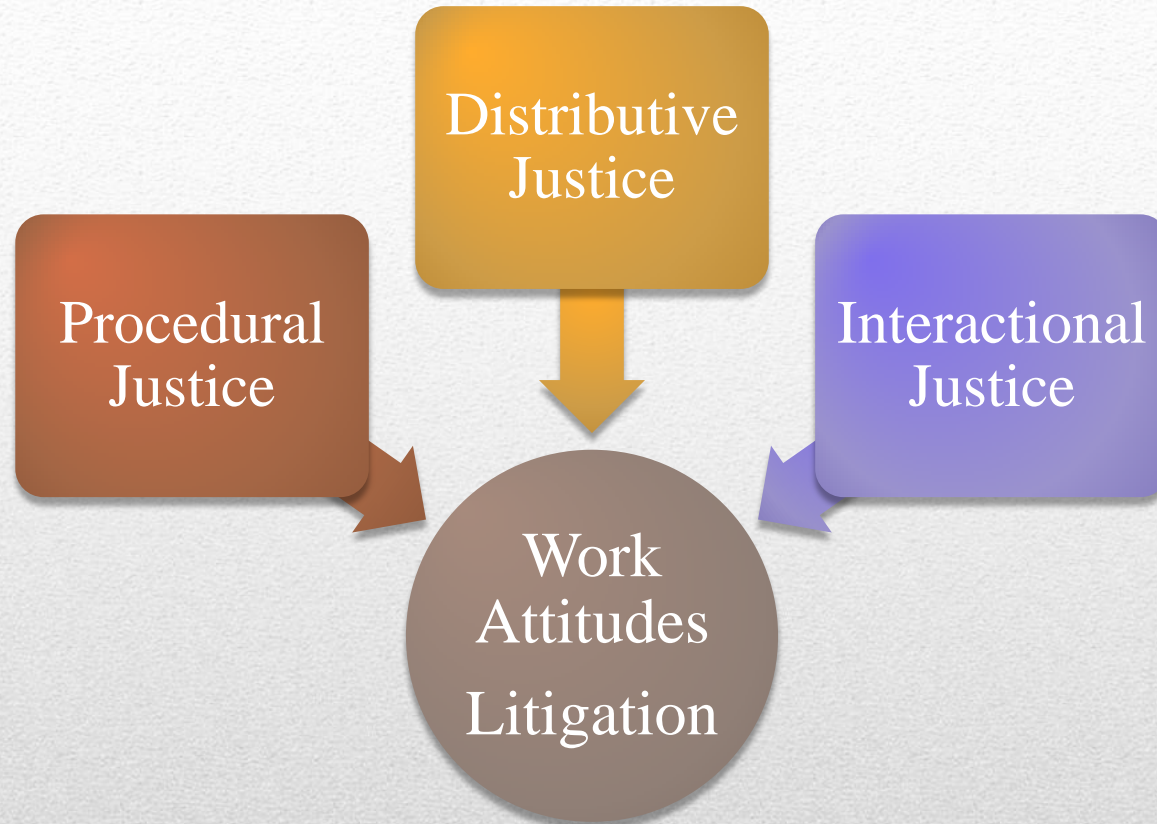 Distributive
Justice
Procedural
Justice
Interactional
Justice
Work
Attitudes
Litigation